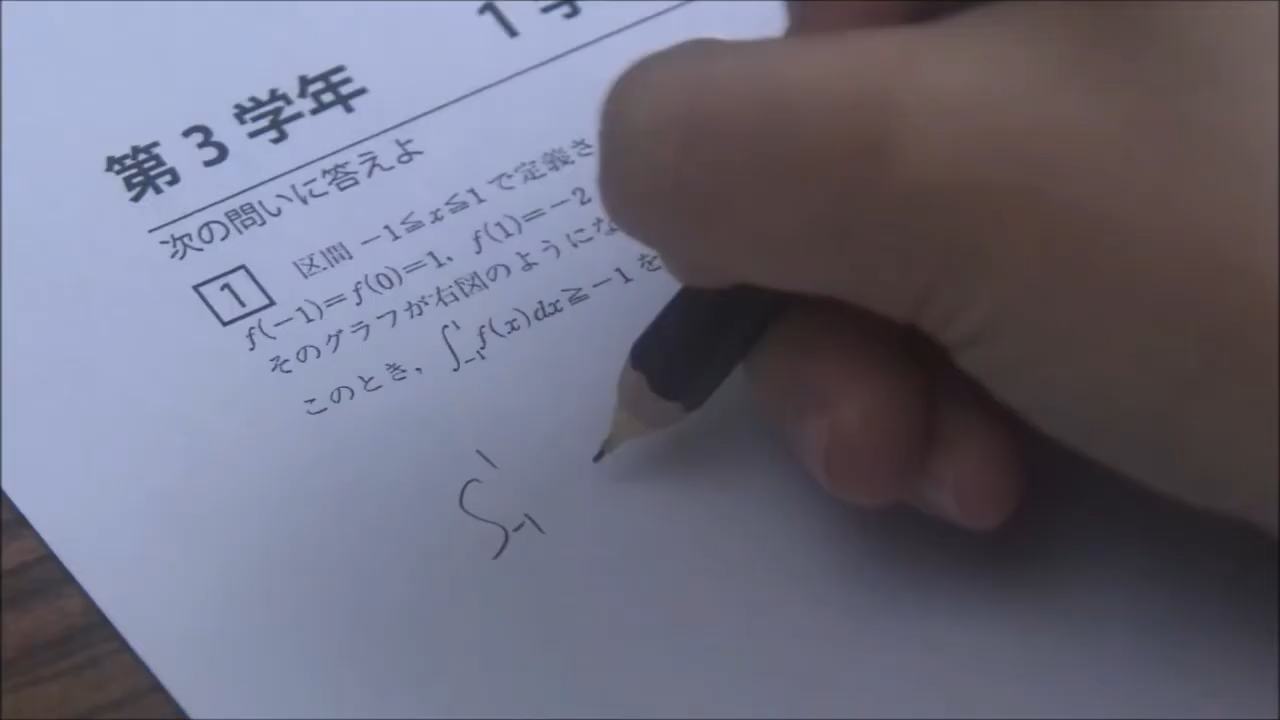 第3学年 1学
次の問いに答えよ
1 区間 -1≦x≦1で定義さ
f(-1)=f(0)=1, f(1)=-2
そのグラフが右図のようにな
このとき, ∫_{-1}^{1} f(x)dx≧-1 を
∫_{-1}^{1}